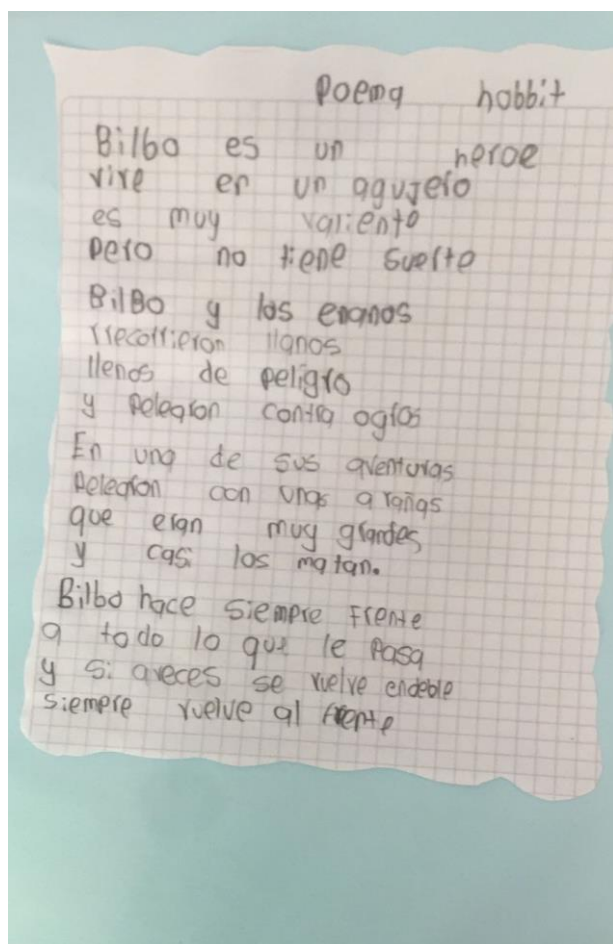 Poema hobbit
Bilbo es un heroe
vive en un agujero
es muy valiente
pero no tiene suerte
BilBo y los enanos
rrecorrieron llanos
llenos de peligro
y pelearon contra ogros
En una de sus aventuras
pelearon con unas arañas
que eran muy grandes
y casi los matan.
Bilbo hace siempre frente
a todo lo que le pasa
y si aveces se vuelve endeble
siempre vuelve al frente